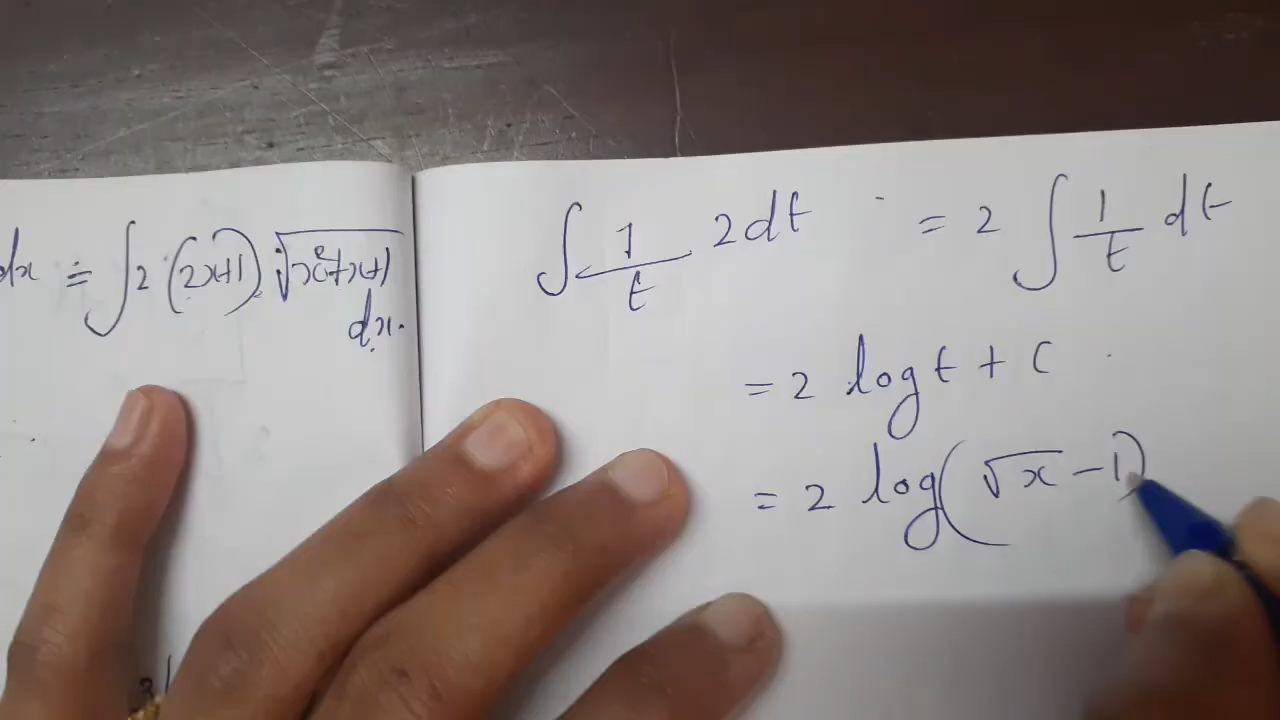 dx = ∫ 2 (2x+1) √x²+x+1
dx.
∫ 1/t 2dt = 2 ∫ 1/t dt
= 2 log t + C
= 2 log(√x - 1)